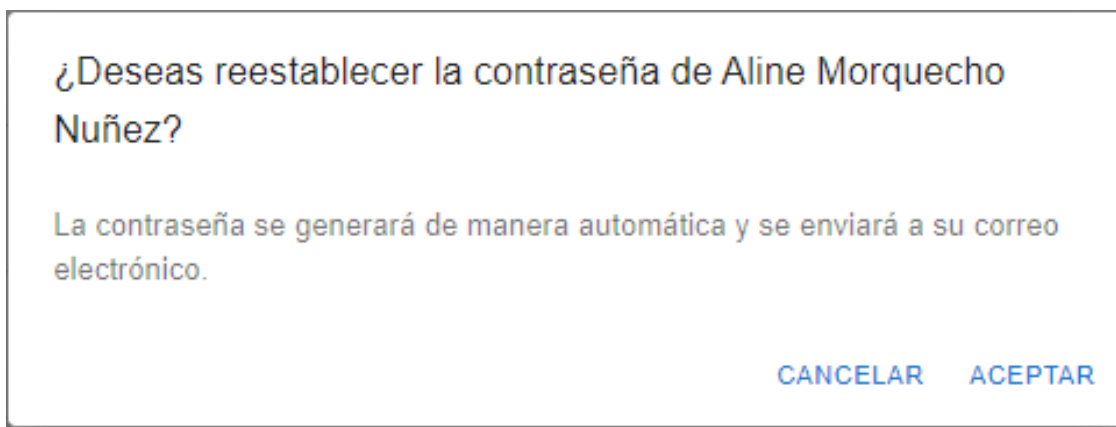 ¿Deseas reestablecer la contraseña de Aline Morquecho
Nuñez?
La contraseña se generará de manera automática y se enviará a su correo
electrónico.
CANCELAR ACEPTAR